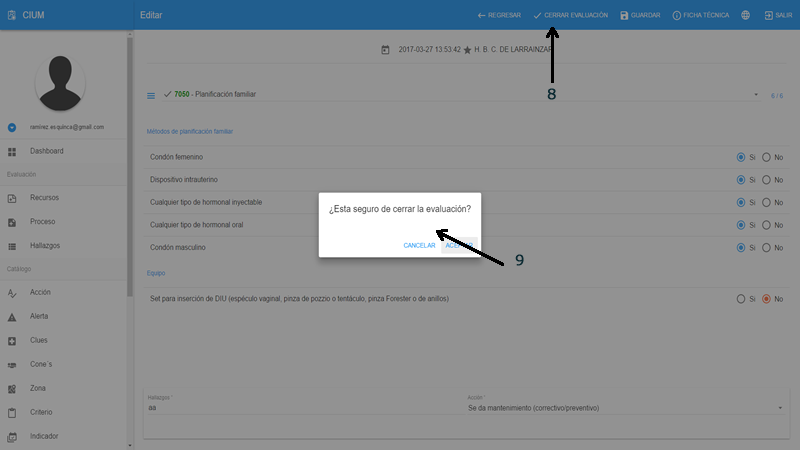 CIUM
Editar
REGRESAR
CERRAR EVALUACIÓN
GUARDAR
FICHA TÉCNICA
SALIR
2017-03-27 13:53:42 H. B. C. DE LARRAINZAR
8
ramirez.esquinca@gmail.com
7050 - Planificación familiar
6 / 6
Dashboard
Evaluación
Recursos
Proceso
Hallazgos
Catálogo
Acción
Alerta
Clues
Cone´s
Zona
Criterio
Indicador
Métodos de planificación familiar
Condón femenino Si No
Dispositivo intrauterino Si No
Cualquier tipo de hormonal inyectable Si No
Cualquier tipo de hormonal oral Si No
Condón masculino Si No
¿Esta seguro de cerrar la evaluación?
CANCELAR
9
Equipo
Set para inserción de DIU (espéculo vaginal, pinza de pozzio o tentáculo, pinza Forester o de anillos) Si No
Hallazgos *
aa
Acción *
Se da mantenimiento (correctivo/preventivo)